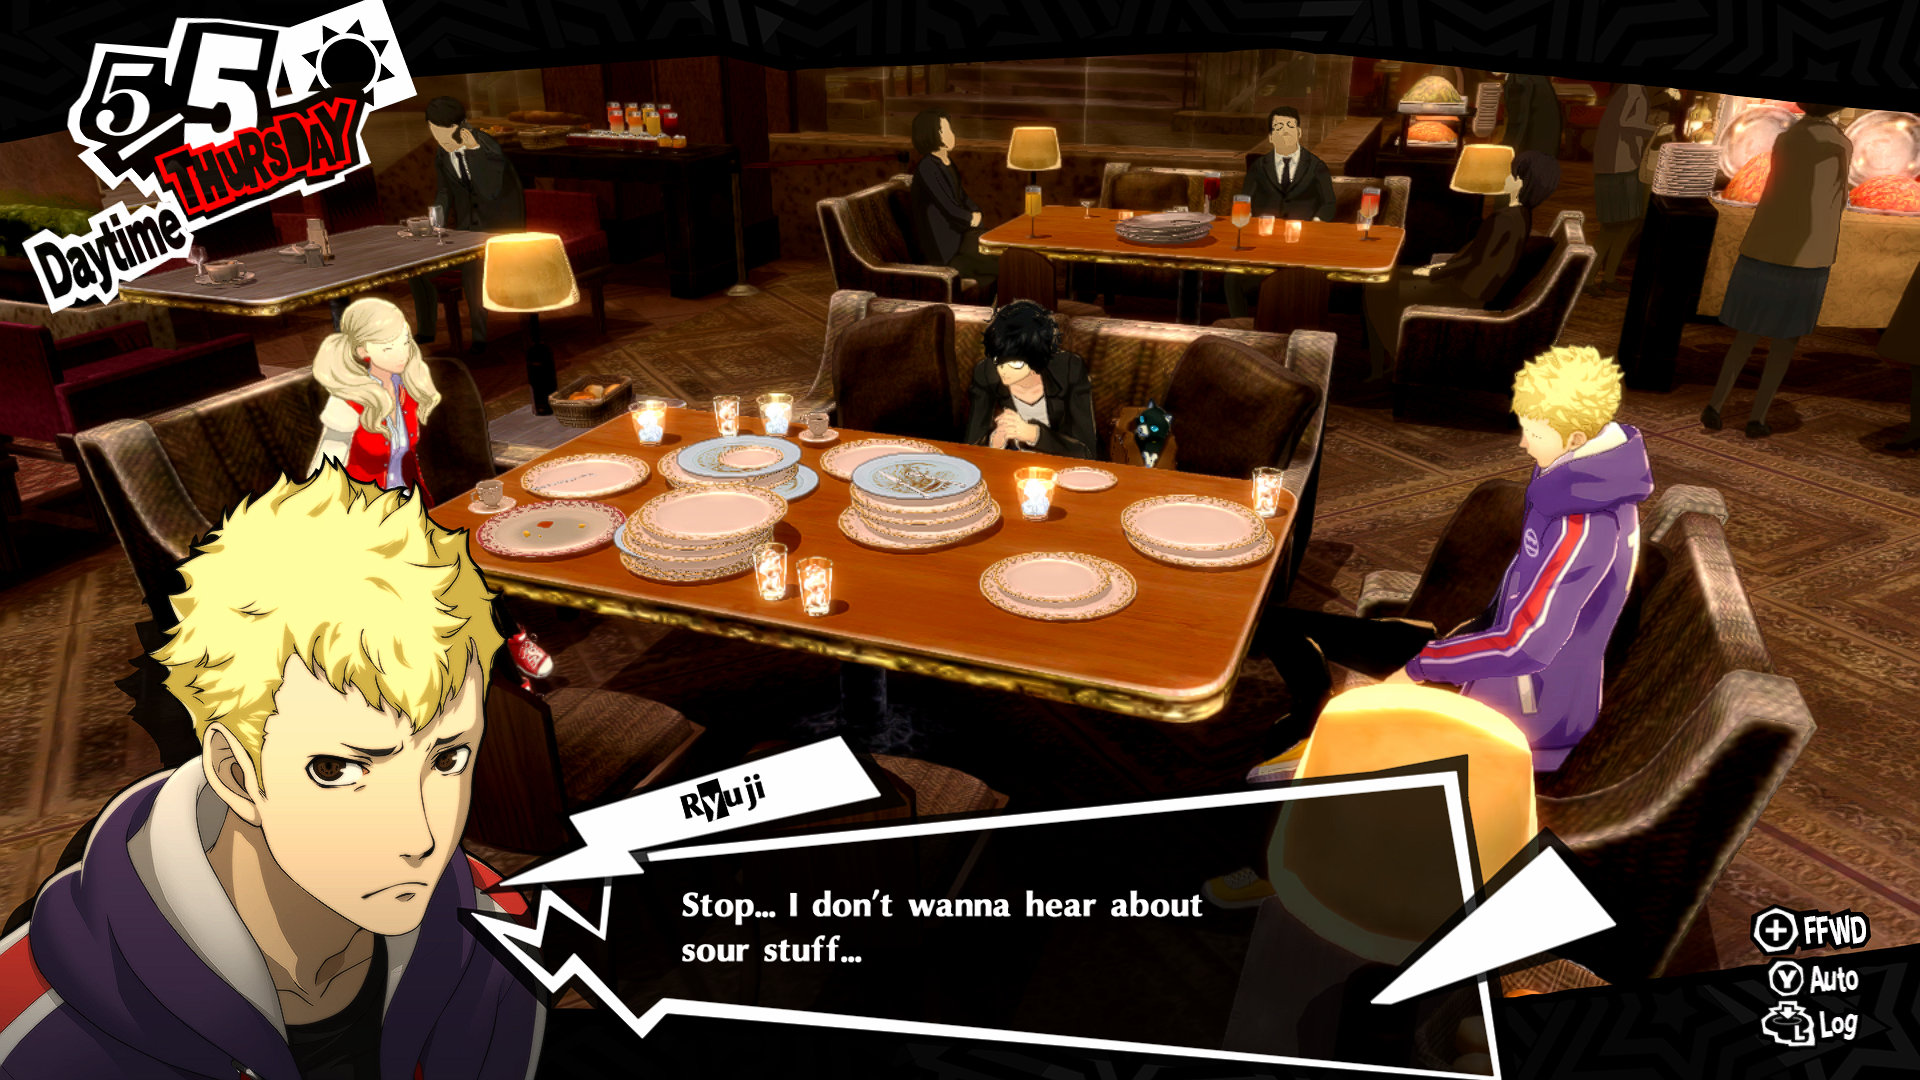 5/5
THURSDAY
Daytime
Ryuji
Stop... I don't wanna hear about
sour stuff...
+ FFWD
Y Auto
L Log